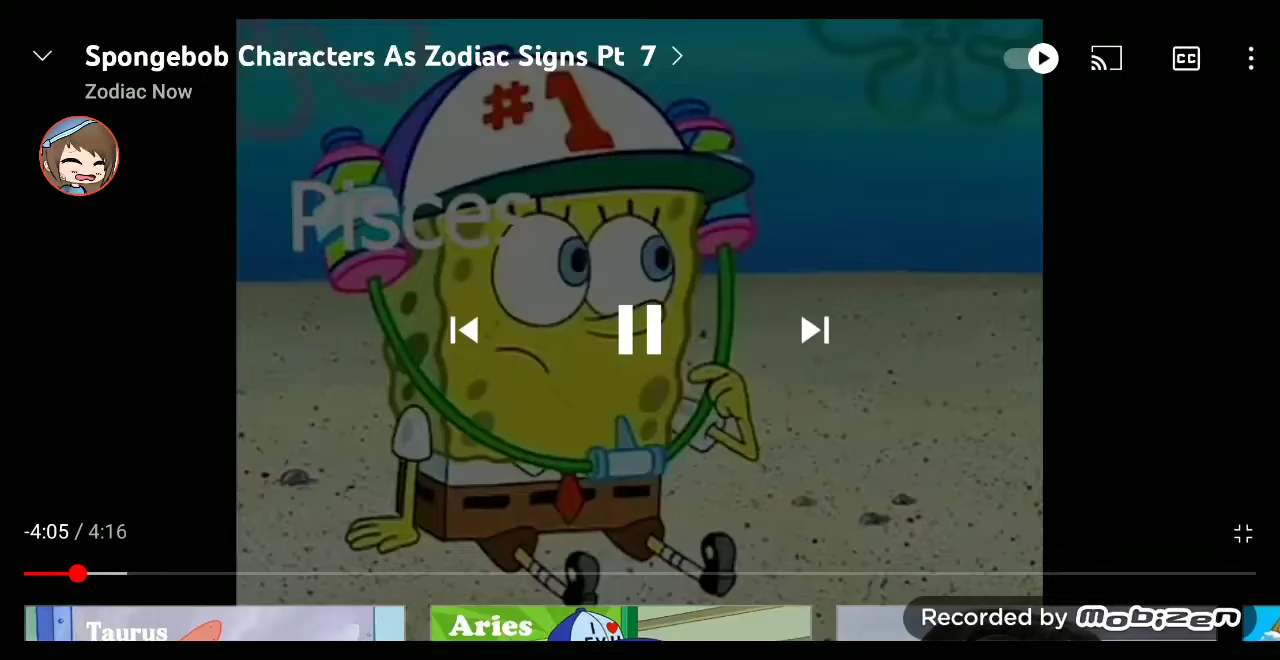 Spongebob Characters As Zodiac Signs Pt 7
Zodiac Now
CC
#1
Pisces
-4:05 / 4:16
Taurus
Aries
I ♥
Recorded by Mobizen